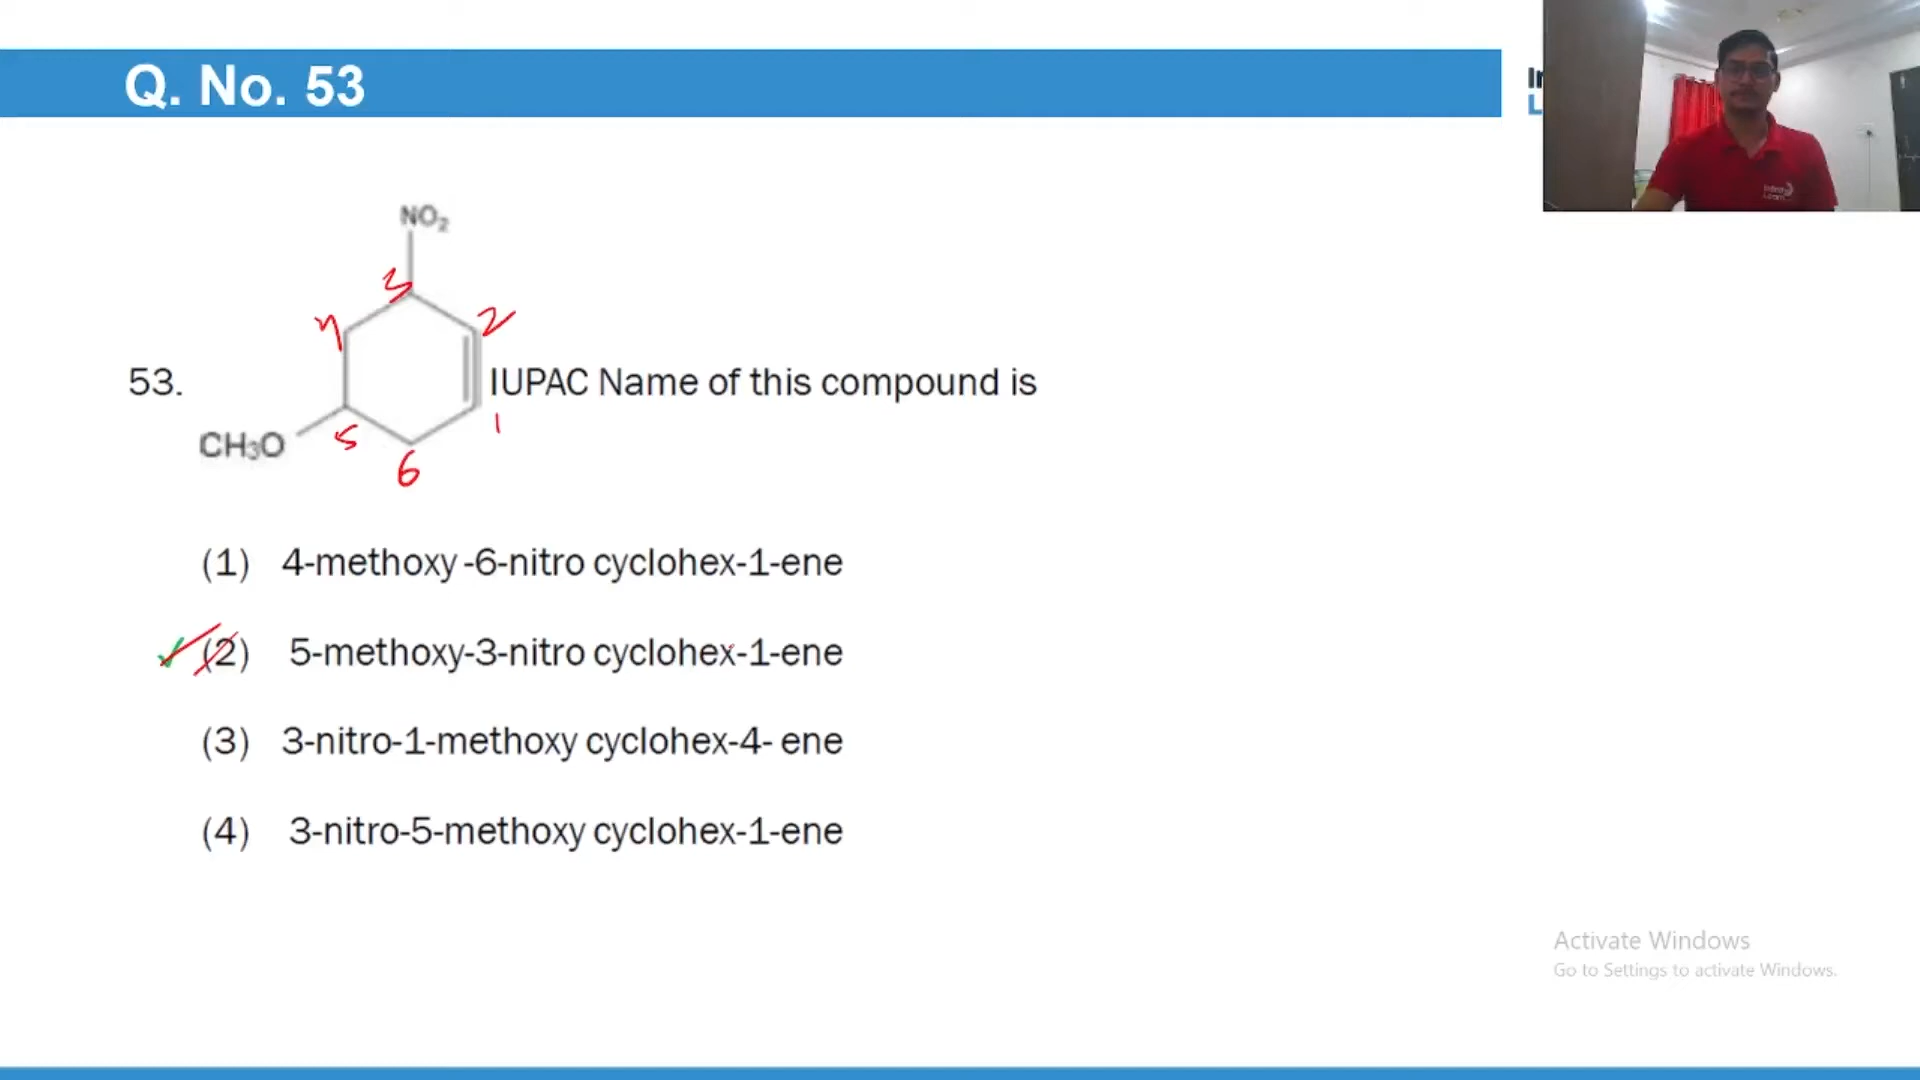 Q. No. 53
NO₂
3
4
2
53.
IUPAC Name of this compound is
1
CH₃O
5
6
(1) 4-methoxy -6-nitro cyclohex-1-ene
(2) 5-methoxy-3-nitro cyclohex-1-ene
(3) 3-nitro-1-methoxy cyclohex-4- ene
(4) 3-nitro-5-methoxy cyclohex-1-ene
Activate Windows
Go to Settings to activate Windows.